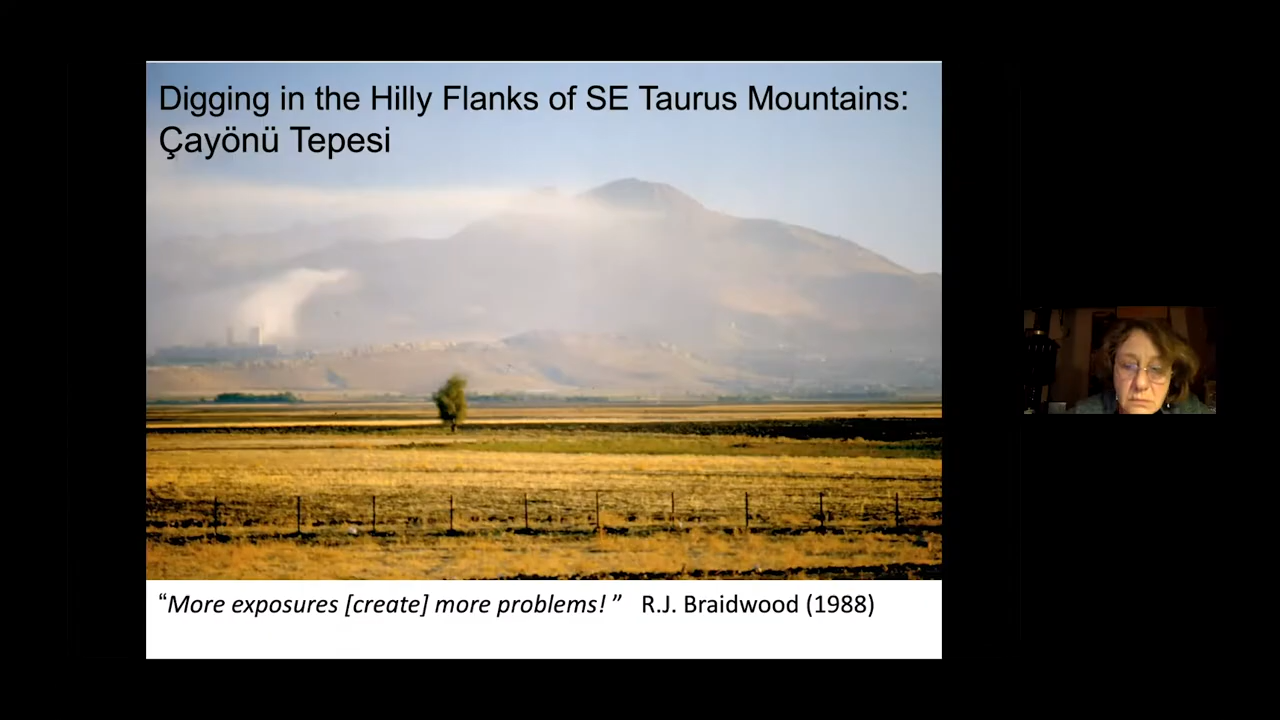 Digging in the Hilly Flanks of SE Taurus Mountains:
Çayönü Tepesi
“More exposures [create] more problems! ” R.J. Braidwood (1988)